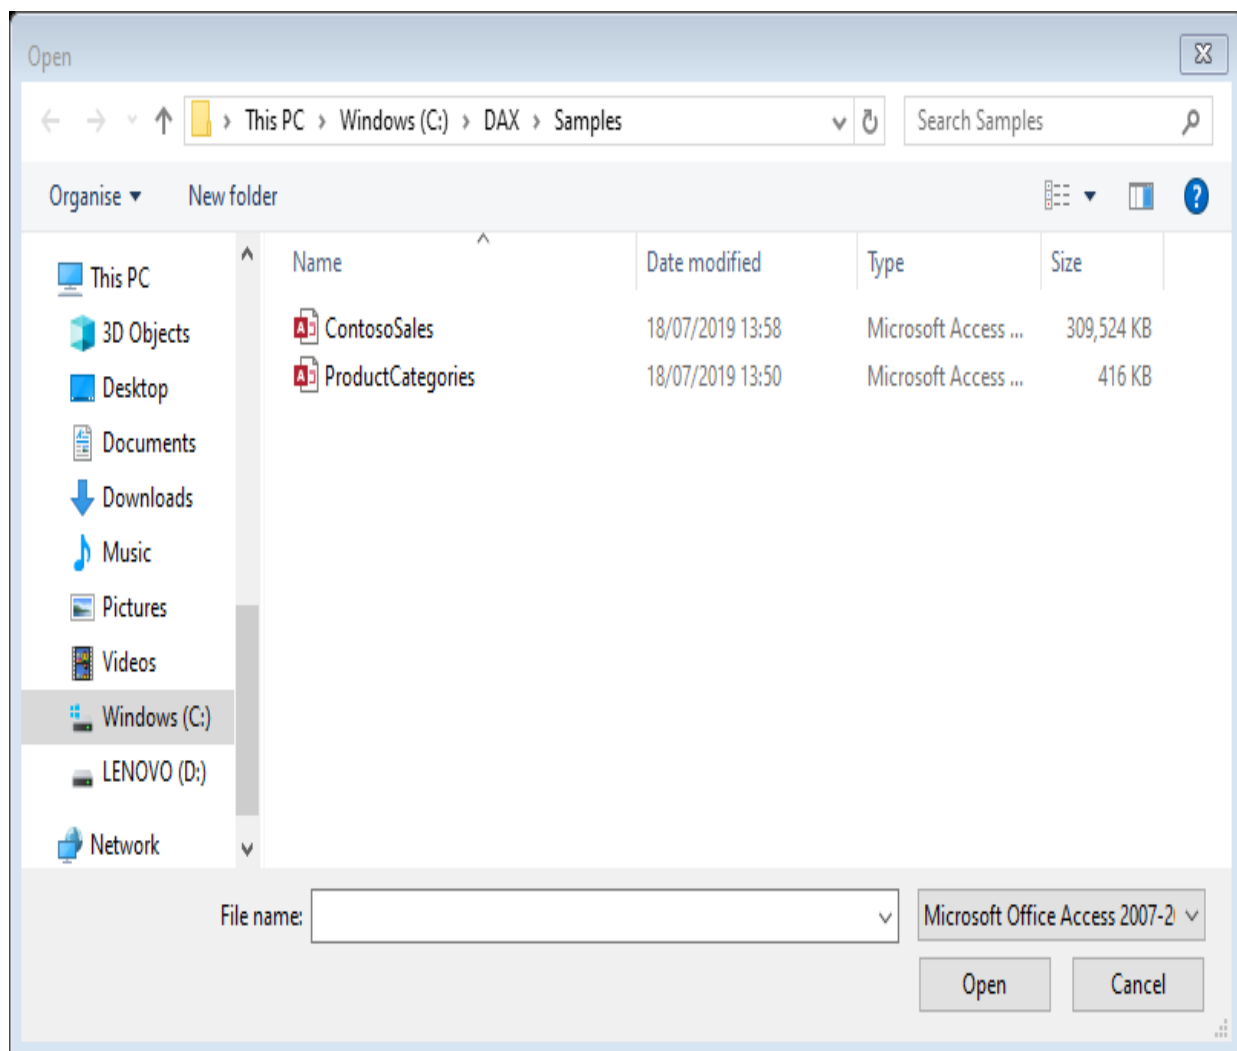 Open
This PC > Windows (C:) > DAX > Samples
Search Samples
Organise
New folder
Name
Date modified
Type
Size
ContosoSales 18/07/2019 13:58 Microsoft Access ... 309,524 KB
ProductCategories 18/07/2019 13:50 Microsoft Access ... 416 KB
This PC
3D Objects
Desktop
Documents
Downloads
Music
Pictures
Videos
Windows (C:)
LENOVO (D:)
Network
File name:
Microsoft Office Access 2007-2
Open
Cancel